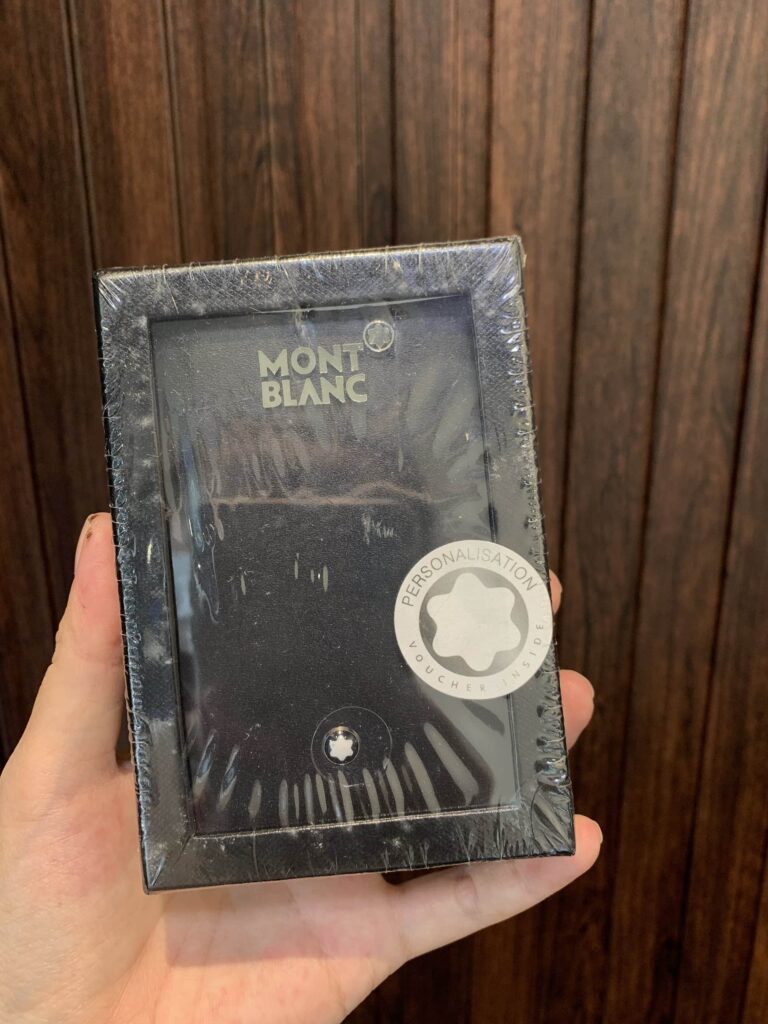 MONT
BLANC
PERSONALISATION
VOUCHER INSIDE